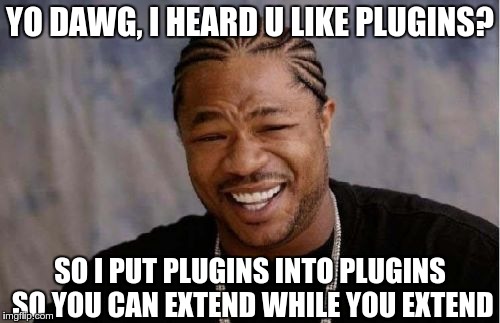 YO DAWG, I HEARD U LIKE PLUGINS?
SO I PUT PLUGINS INTO PLUGINS
SO YOU CAN EXTEND WHILE YOU EXTEND
imgflip.com